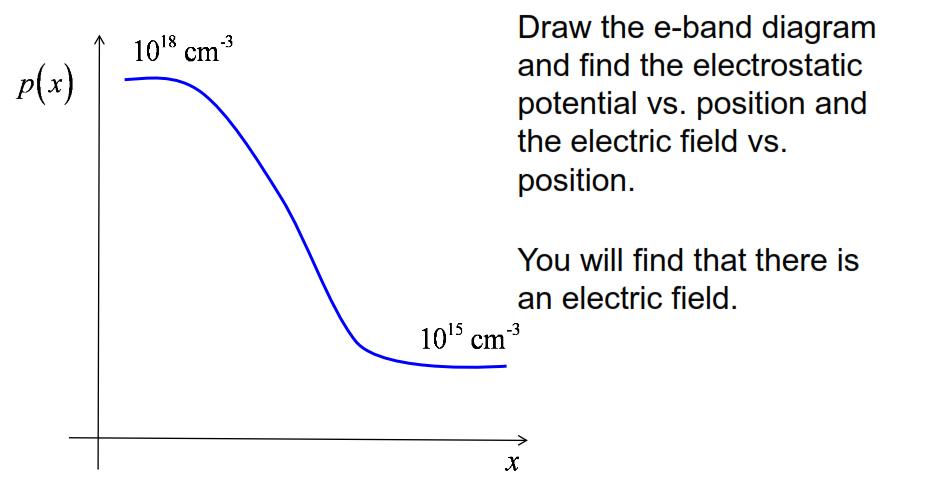 10¹⁸ cm⁻³
p(x)
10¹⁵ cm⁻³
x
Draw the e-band diagram
and find the electrostatic
potential vs. position and
the electric field vs.
position.
You will find that there is
an electric field.